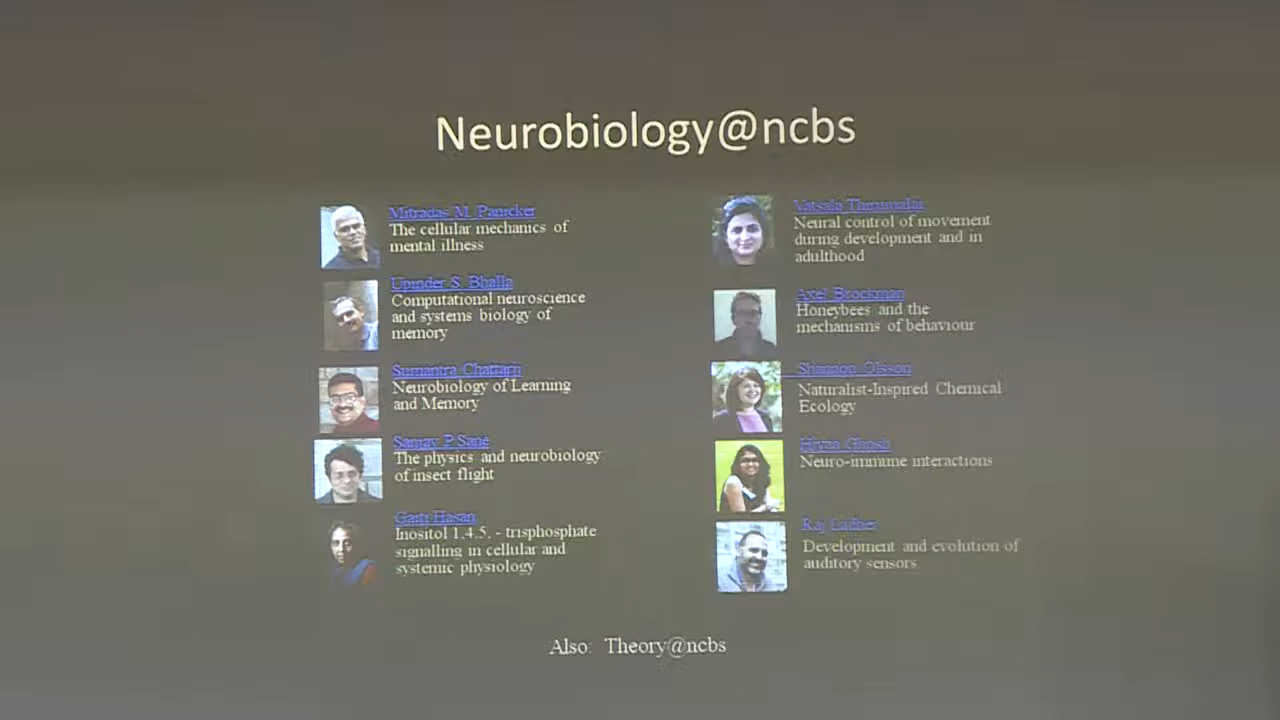 Neurobiology@ncbs
Mitradas M. Panicker
The cellular mechanics of
mental illness
Upinder S. Bhalla
Computational neuroscience
and systems biology of
memory
Sumantra Chattarji
Neurobiology of Learning
and Memory
Sanjay P Sane
The physics and neurobiology
of insect flight
Gaiti Hasan
Inositol 1,4,5, - trisphosphate
signalling in cellular and
systemic physiology
Vatsala Thirumalai
Neural control of movement
during development and in
adulthood
Axel Brockman
Honeybees and the
mechanisms of behaviour
Shannon Olsson
Naturalist-Inspired Chemical
Ecology
Hiyaa Ghosh
Neuro-immune interactions
Raj Ladher
Development and evolution of
auditory sensors
Also: Theory@ncbs